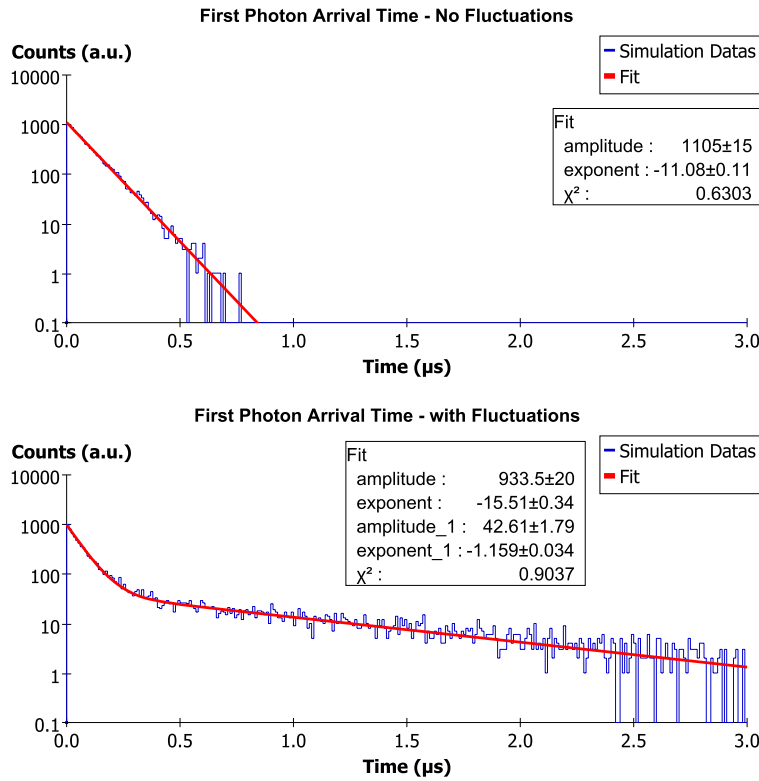 First Photon Arrival Time - No Fluctuations
Counts (a.u.)
Simulation Datas
Fit
10000
1000
100
10
1
0.1
Fit
amplitude : 1105±15
exponent : -11.08±0.11
χ² : 0.6303
0.0 0.5 1.0 1.5 2.0 2.5 3.0
Time (µs)
First Photon Arrival Time - with Fluctuations
Counts (a.u.)
Simulation Datas
Fit
10000
1000
100
10
1
0.1
Fit
amplitude : 933.5±20
exponent : -15.51±0.34
amplitude_1 : 42.61±1.79
exponent_1 : -1.159±0.034
χ² : 0.9037
0.0 0.5 1.0 1.5 2.0 2.5 3.0
Time (µs)